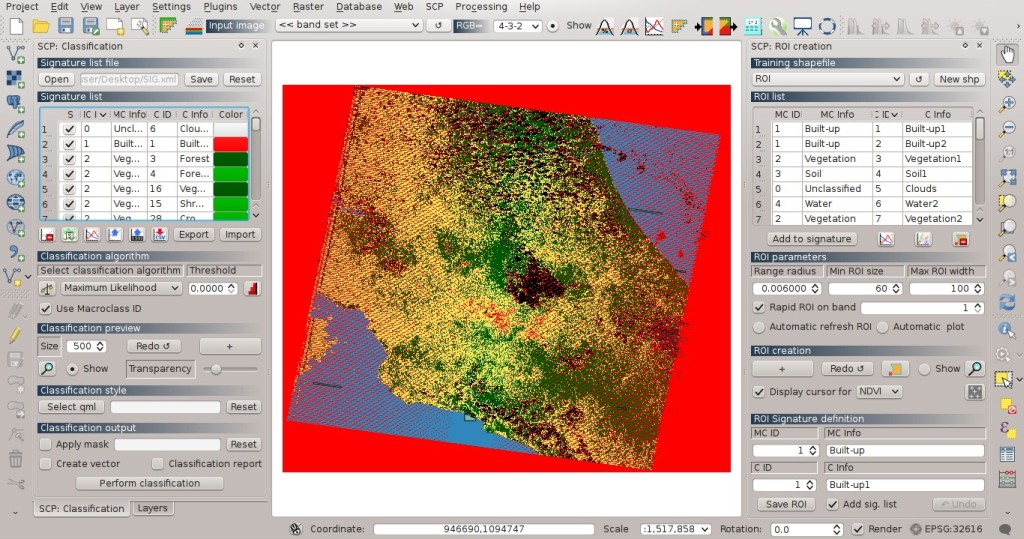 Project Edit View Layer Settings Plugins Vector Raster Database Web SCP Processing Help
Input image << band set >> RGB= 4-3-2 Show
SCP: Classification
Signature list file
Open ser/Desktop/SIG.xml Save Reset
Signature list
S MC Info C ID C Info Color
1 0 Uncl... 6 Clou...
2 1 Built... 1 Built...
3 2 Veg... 3 Forest
4 2 Veg... 4 Fore...
5 2 Veg... 16 Veg...
6 2 Veg... 15 Shr...
7 2 Veg... 28 Cro...
Export Import
Classification algorithm
Select classification algorithm Threshold
Maximum Likelihood 0.0000
Use Macroclass ID
Classification preview
Size 500 Redo ↺ +
Show Transparency
Classification style
Select qml Reset
Classification output
Apply mask Reset
Create vector Classification report
Perform classification
SCP: Classification Layers
SCP: ROI creation
Training shapefile
ROI ↺ New shp
ROI list
MC ID MC Info C ID C Info
1 1 Built-up 1 Built-up1
2 1 Built-up 2 Built-up2
3 2 Vegetation 3 Vegetation1
4 3 Soil 4 Soil1
5 0 Unclassified 5 Clouds
6 4 Water 6 Water2
7 2 Vegetation 7 Vegetation2
Add to signature
ROI parameters
Range radius Min ROI size Max ROI width
0.006000 60 100
Rapid ROI on band 1
Automatic refresh ROI Automatic plot
ROI creation
+ Redo ↺ Show
Display cursor for NDVI
ROI Signature definition
MC ID MC Info
1 Built-up
C ID C Info
1 Built-up1
Save ROI Add sig. list Undo
Coordinate: 946690,1094747 Scale :1,517,858 Rotation: 0.0 Render EPSG:32616